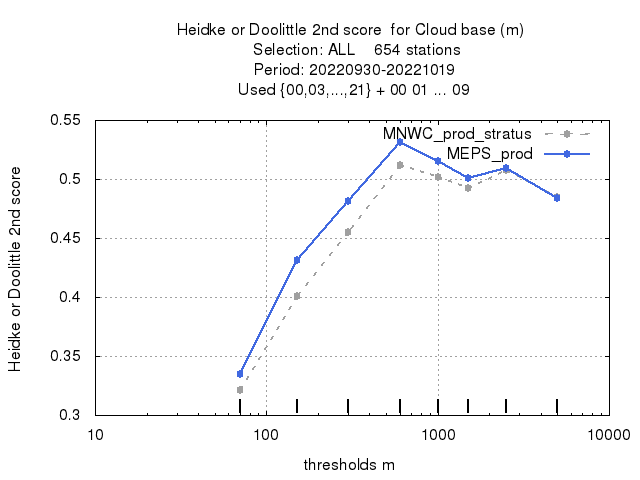 Heidke or Doolittle 2nd score  for Cloud base (m)
Selection: ALL    654 stations
Period: 20220930-20221019
Used {00,03,...,21} + 00 01 ... 09
MNWC_prod_stratus
MEPS_prod
Heidke or Doolittle 2nd score
0.55
0.5
0.45
0.4
0.35
0.3
10
100
1000
10000
thresholds m